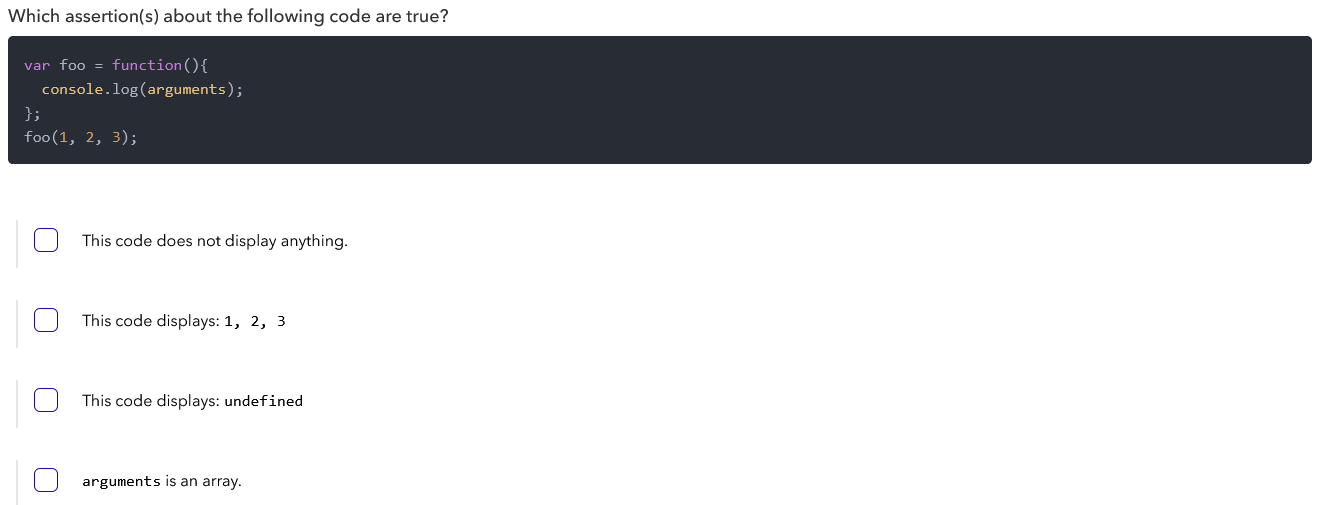 Which assertion(s) about the following code are true?
var foo = function(){
  console.log(arguments);
};
foo(1, 2, 3);
This code does not display anything.
This code displays: 1, 2, 3
This code displays: undefined
arguments is an array.